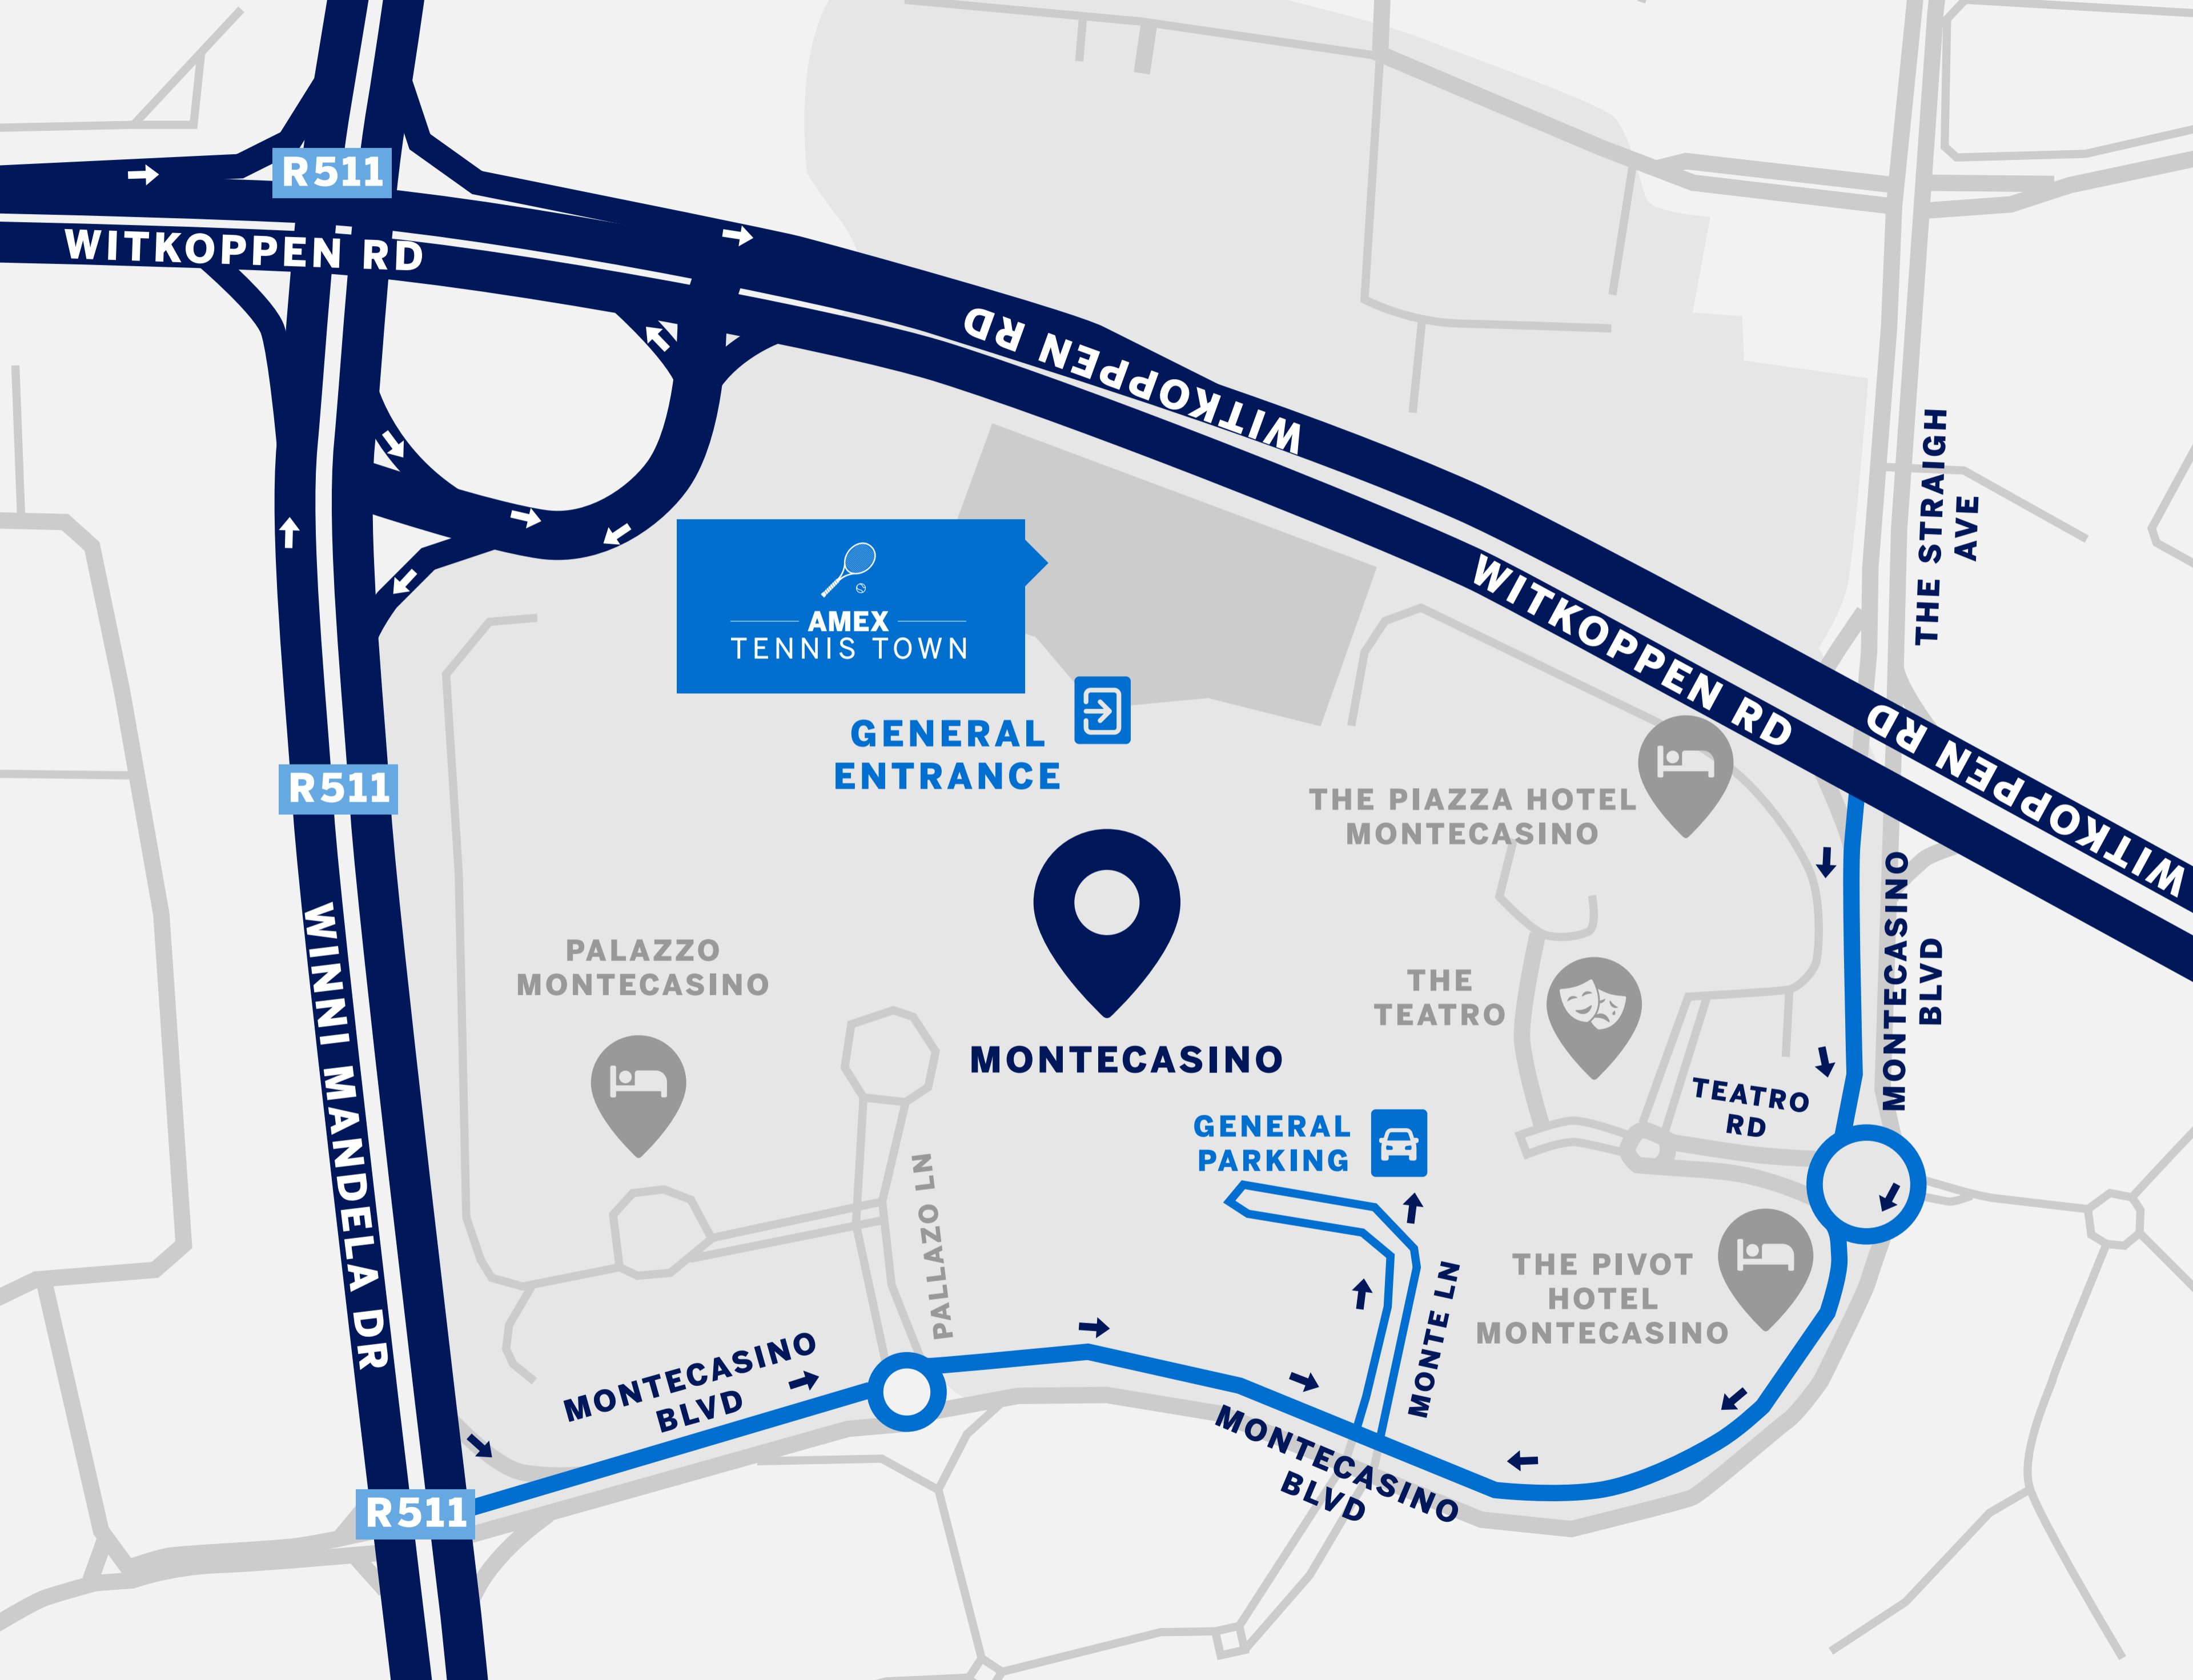 R511
WITKOPPEN RD
WITKOPPEN RD
THE STRAIGH
AVE
AMEX
TENNIS TOWN
WITKOPPEN RD
GENERAL
ENTRANCE
WITKOPPEN RD
R511
THE PIAZZA HOTEL
MONTECASINO
WINNI MANDELA DR
PALAZZO
MONTECASINO
THE
TEATRO
MONTECASINO
BLVD
MONTECASINO
TEATRO
RD
GENERAL
PARKING
PALLAZO LN
MONTE LN
THE PIVOT
HOTEL
MONTECASINO
MONTECASINO
BLVD
MONTECASINO
BLVD
R511